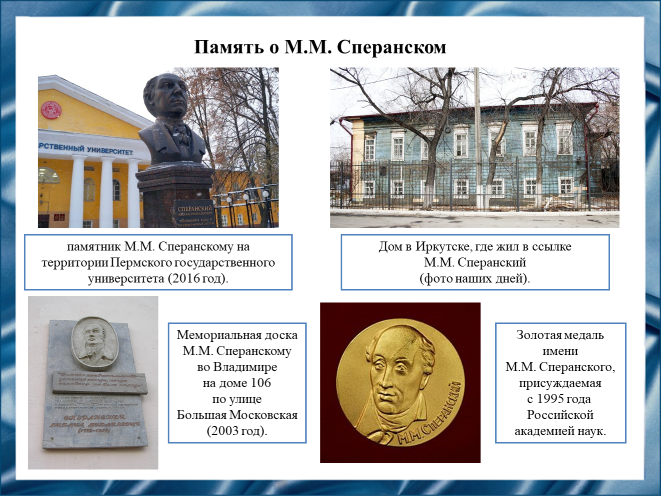 Память о М.М. Сперанском
АРСТВЕННЫЙ УНИВЕРСИТЕТ
СПЕРАНСКИЙ
памятник М.М. Сперанскому на
территории Пермского государственного
университета (2016 год).
Дом в Иркутске, где жил в ссылке
М.М. Сперанский
(фото наших дней).
Мемориальная доска
М.М. Сперанскому
во Владимире
на доме 106
по улице
Большая Московская
(2003 год).
М.М. СПЕРАНСКИЙ
Золотая медаль
имени
М.М. Сперанского,
присуждаемая
с 1995 года
Российской
академией наук.